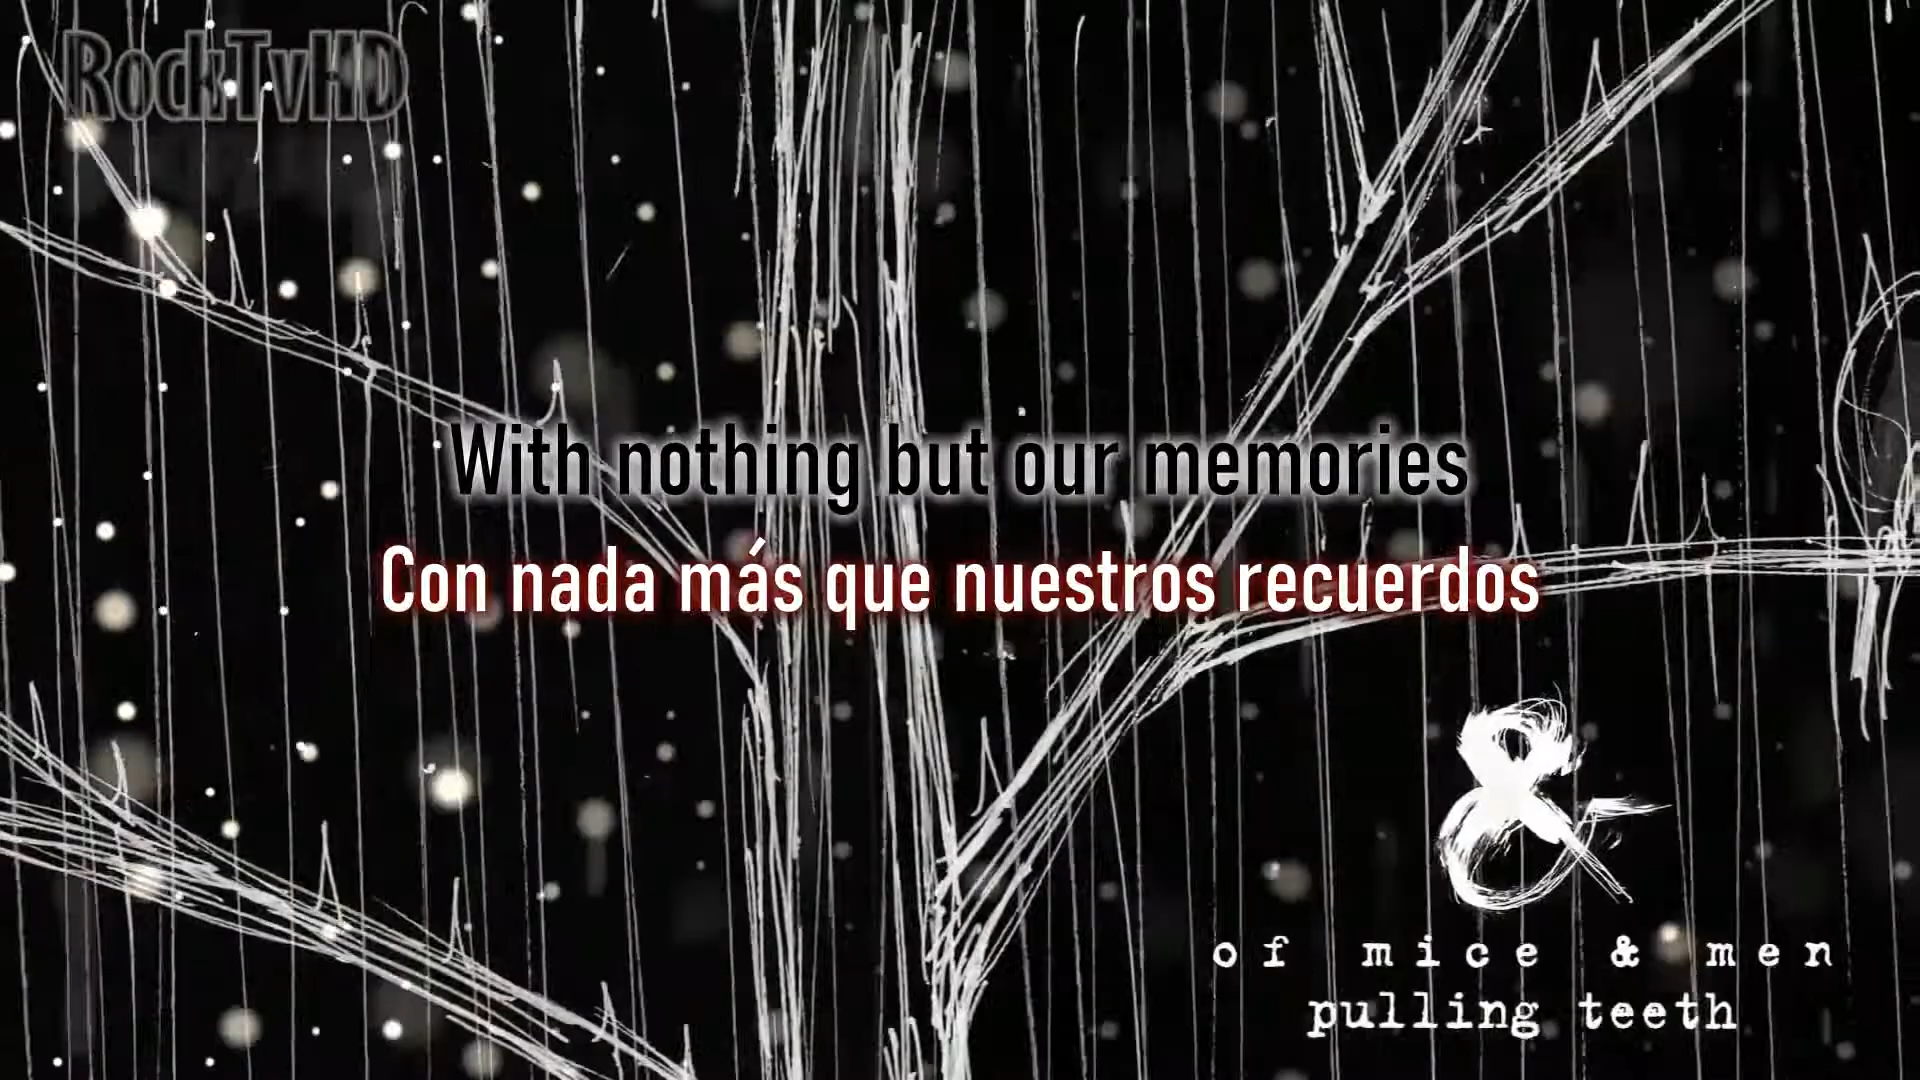 RockTvHD
With nothing but our memories
Con nada más que nuestros recuerdos
&
of mice & men
pulling teeth